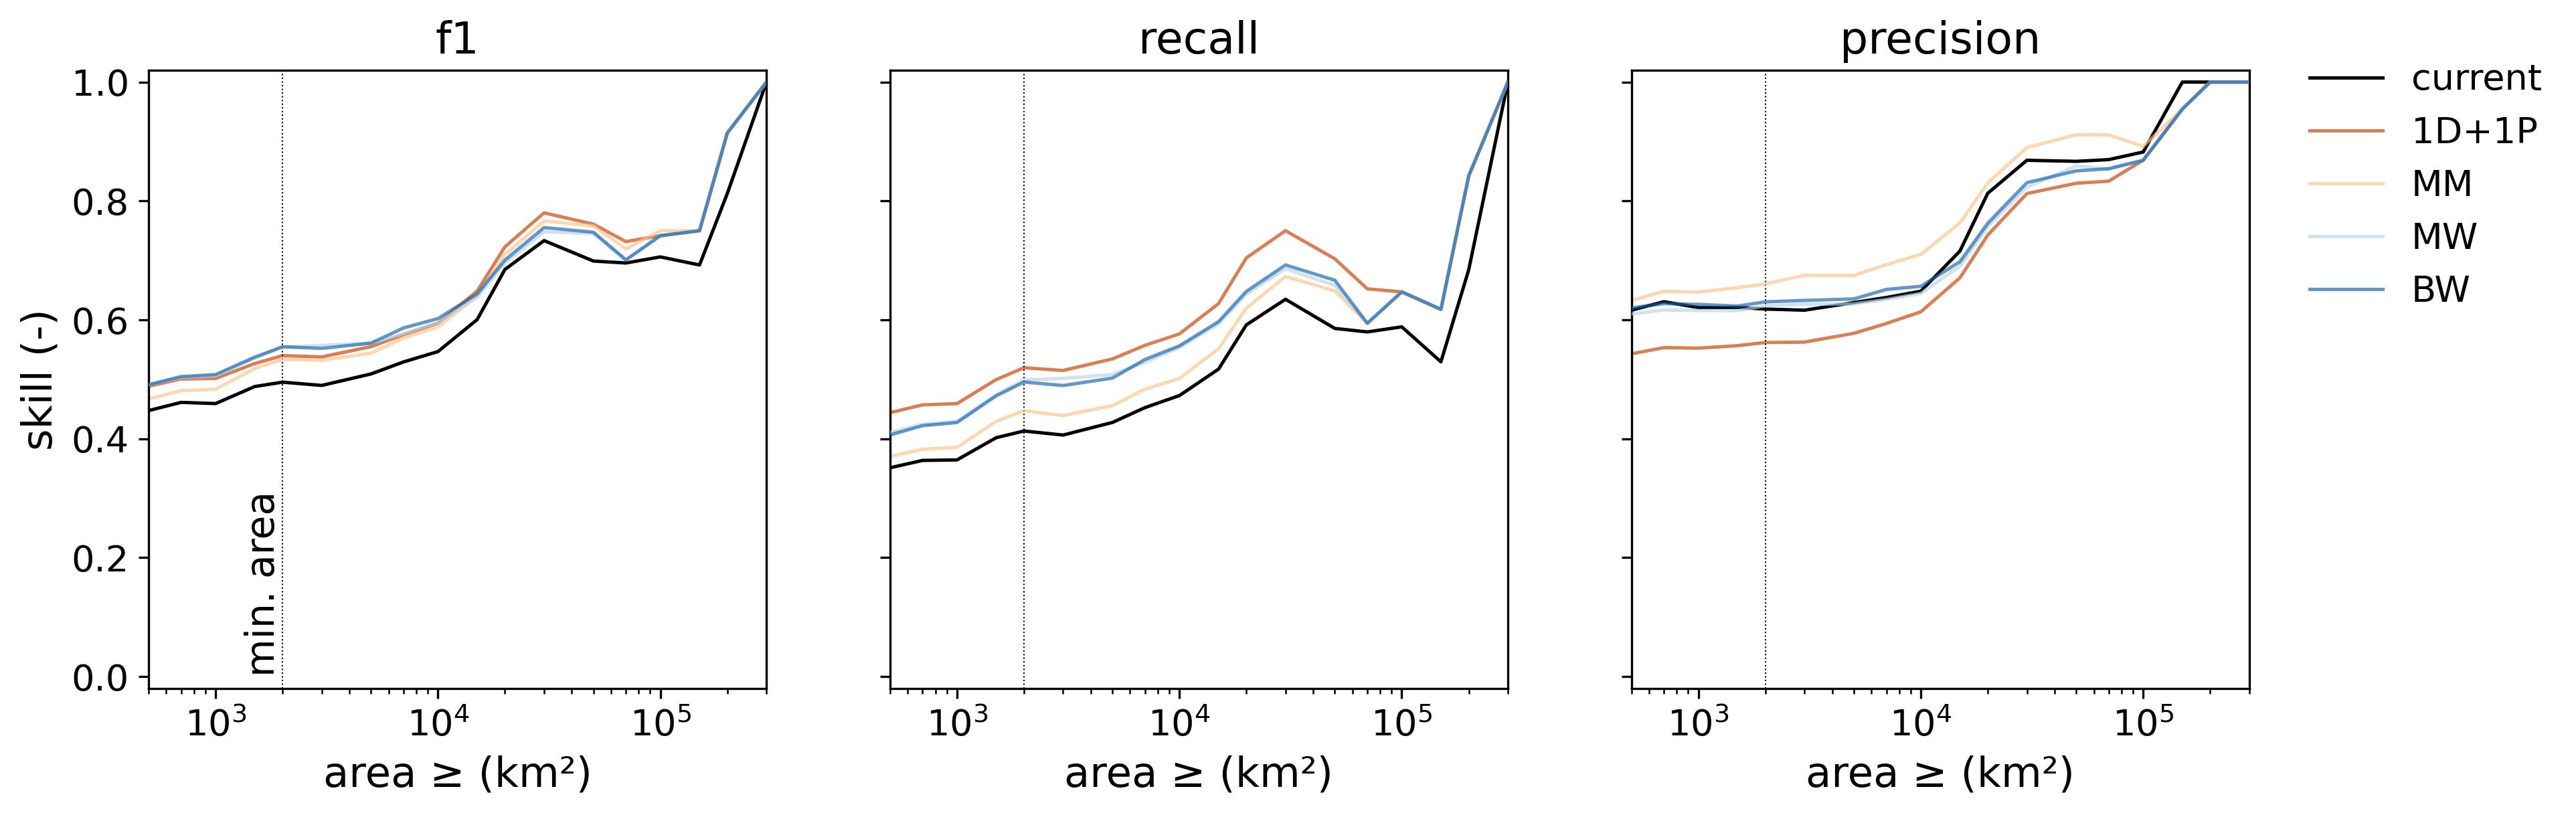 f1
recall
precision
skill (-)
1.0
0.8
0.6
0.4
0.2
0.0
min. area
10³
10⁴
10⁵
area ≥ (km²)
10³
10⁴
10⁵
area ≥ (km²)
10³
10⁴
10⁵
area ≥ (km²)
current
1D+1P
MM
MW
BW